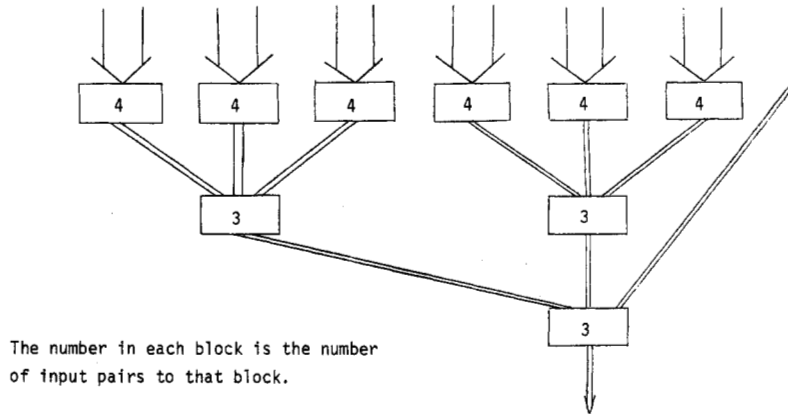 4 4 4 4 4 4
3 3
3
The number in each block is the number
of input pairs to that block.